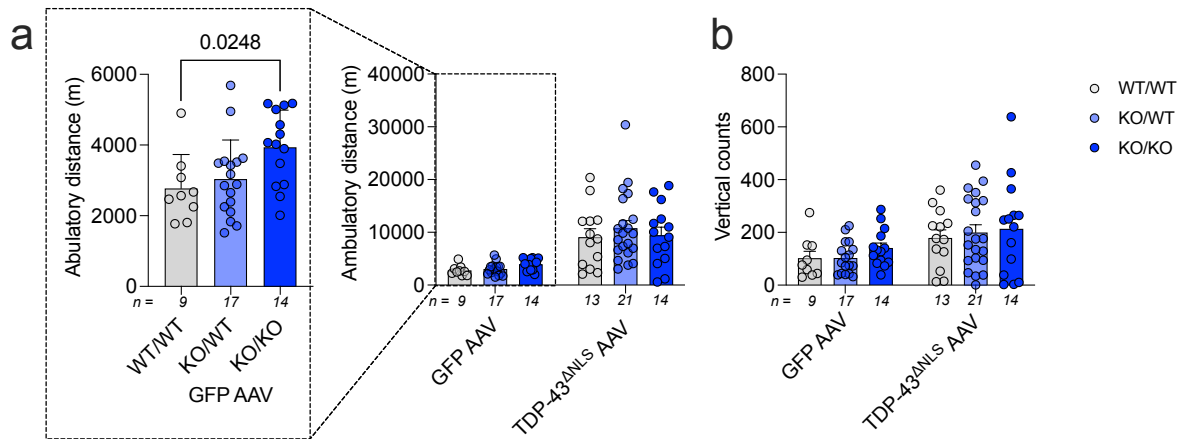 a
0.0248
Abulatory distance (m)
6000
4000
2000
0
n = 9 17 14
WT/WT
KO/WT
KO/KO
GFP AAV
Ambulatory distance (m)
40000
30000
20000
10000
0
n = 9 17 14 13 21 14
GFP AAV
TDP-43ΔNLS AAV
b
Vertical counts
800
600
400
200
0
n = 9 17 14 13 21 14
GFP AAV
TDP-43ΔNLS AAV
WT/WT
KO/WT
KO/KO